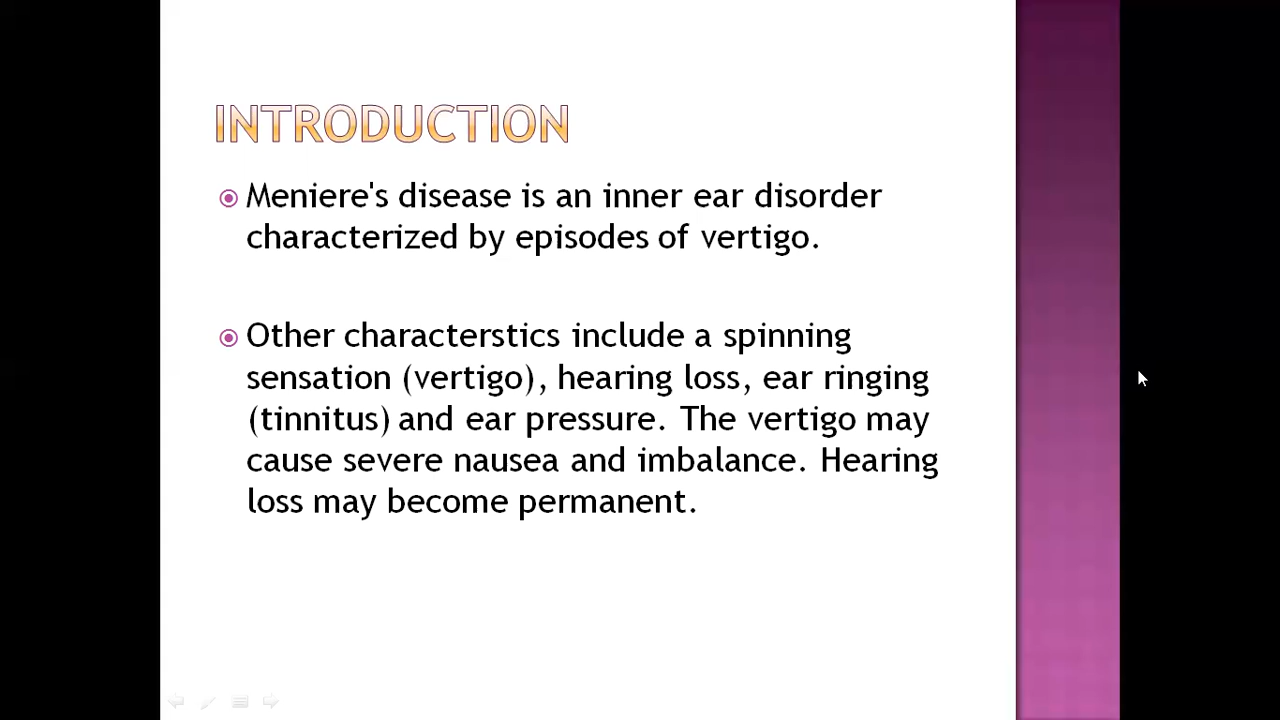 INTRODUCTION
Meniere's disease is an inner ear disorder
characterized by episodes of vertigo.
Other characterstics include a spinning
sensation (vertigo), hearing loss, ear ringing
(tinnitus) and ear pressure. The vertigo may
cause severe nausea and imbalance. Hearing
loss may become permanent.